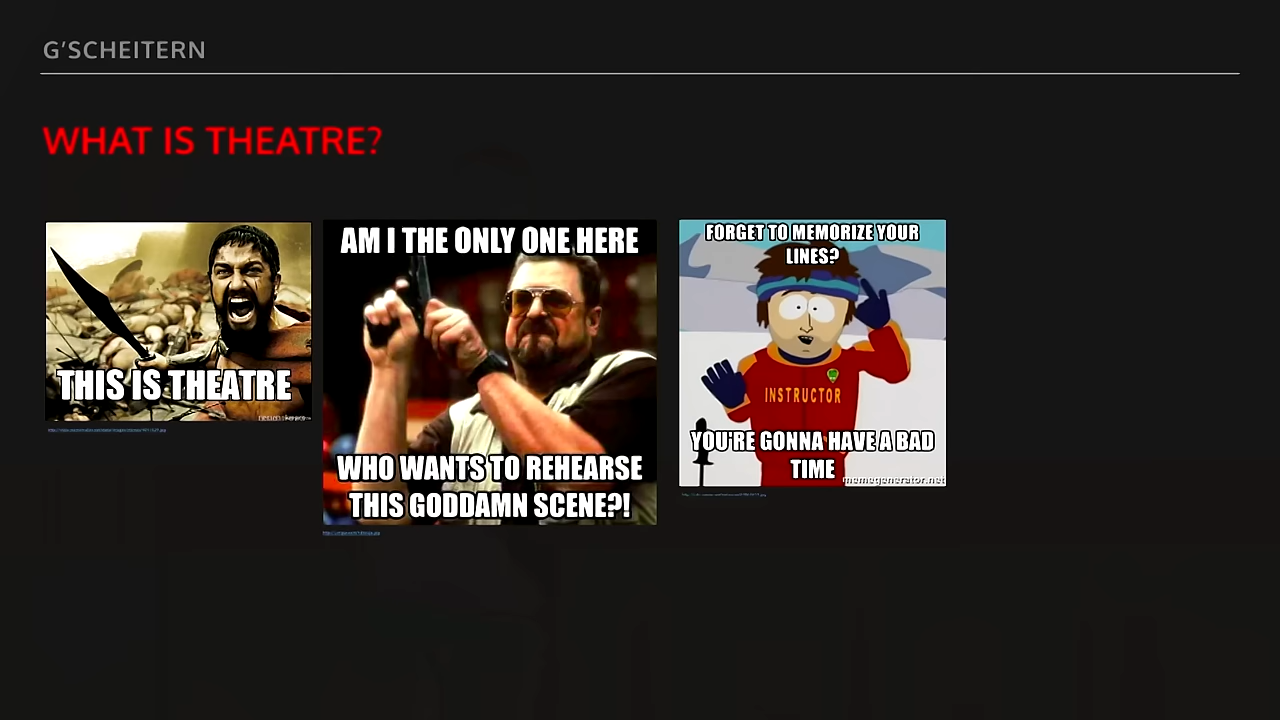 G'SCHEITERN
WHAT IS THEATRE?
THIS IS THEATRE
AM I THE ONLY ONE HERE
WHO WANTS TO REHEARSE
THIS GODDAMN SCENE?!
FORGET TO MEMORIZE YOUR
LINES?
INSTRUCTOR
YOU'RE GONNA HAVE A BAD
TIME
memegenerator.net